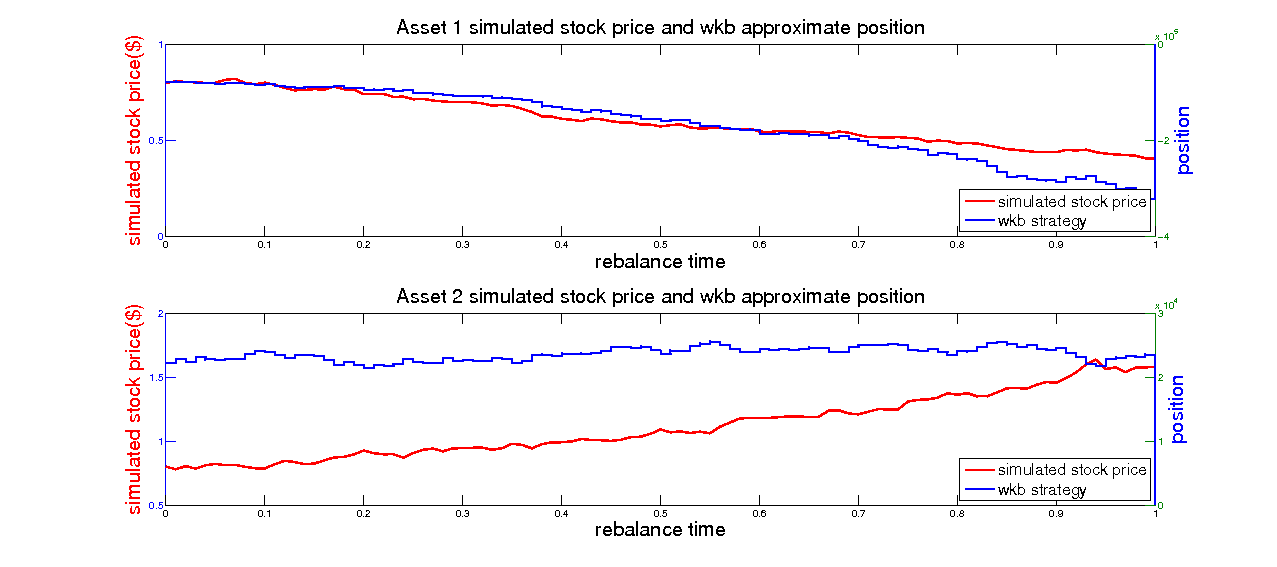 Asset 1 simulated stock price and wkb approximate position
x 10^5
simulated stock price($)
1
0.5
0
0
-2
-4
position
simulated stock price
wkb strategy
0 0.1 0.2 0.3 0.4 0.5 0.6 0.7 0.8 0.9 1
rebalance time
Asset 2 simulated stock price and wkb approximate position
x 10^4
simulated stock price($)
2
1.5
1
0.5
3
2
1
0
position
simulated stock price
wkb strategy
0 0.1 0.2 0.3 0.4 0.5 0.6 0.7 0.8 0.9 1
rebalance time